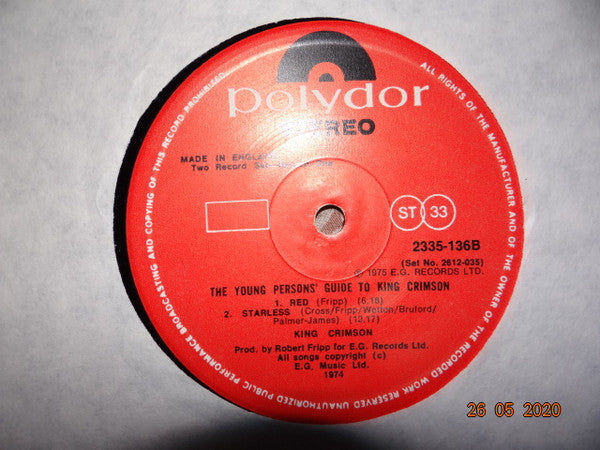 polydor
STEREO
MADE IN ENGLAND
Two Record Set
ST 33
2335-136B
(Set No. 2612-035)
℗ 1975 E.G. RECORDS LTD.
THE YOUNG PERSONS' GUIDE TO KING CRIMSON
1. RED (Fripp) (6.15)
2. STARLESS (Cross/Fripp/Wetton/Bruford/
Palmer-James) (12.17)
KING CRIMSON
Prod. by Robert Fripp for E.G. Records Ltd.
All songs copyright (c)
E.G. Music Ltd.
1974
ALL RIGHTS OF THE MANUFACTURER AND OF THE OWNER OF THE RECORDED WORK RESERVED UNAUTHORIZED PUBLIC PERFORMANCE BROADCASTING AND COPYING OF THIS RECORD PROHIBITED
26 05 2020